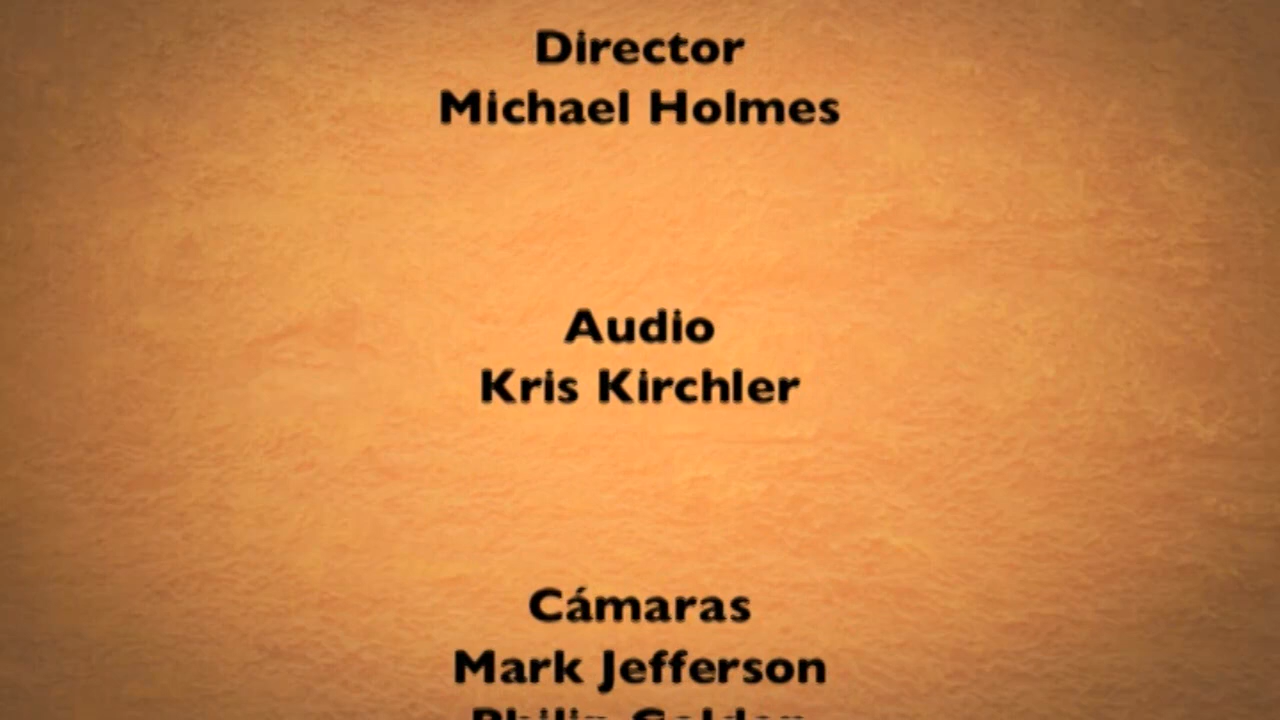 Director
Michael Holmes
Audio
Kris Kirchler
Cámaras
Mark Jefferson